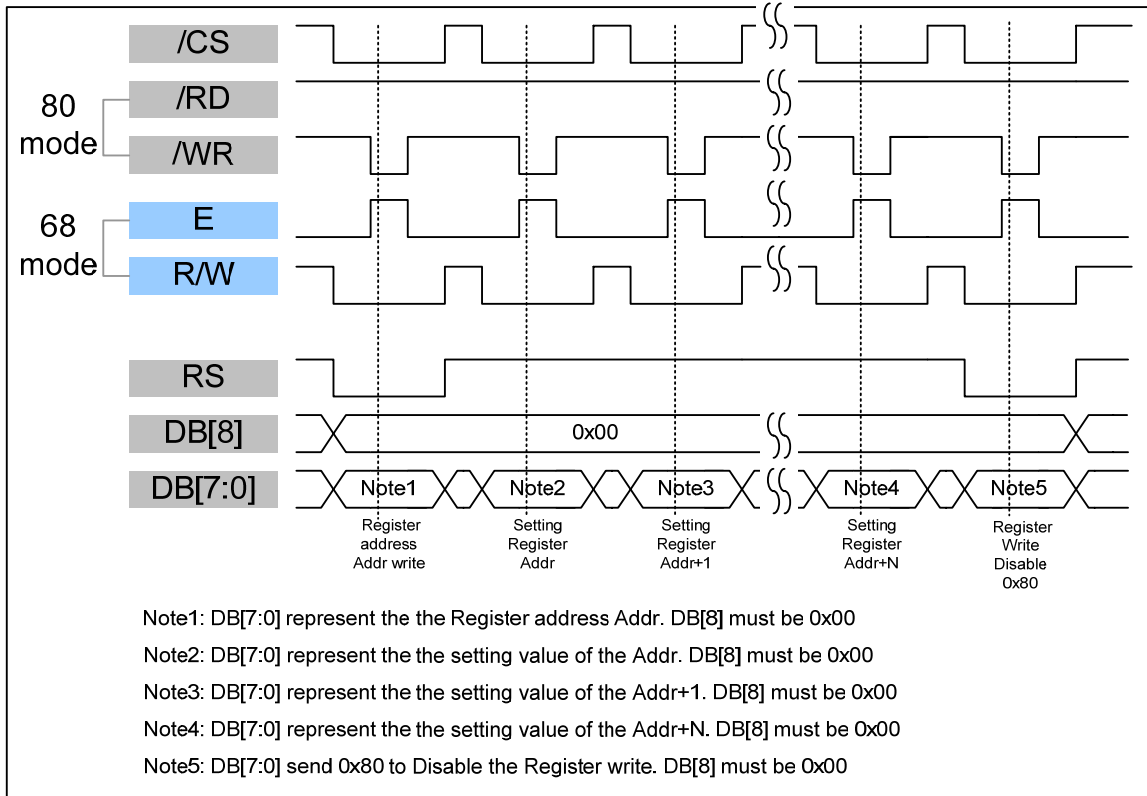 /CS
80
mode
/RD
/WR
68
mode
E
R/W
RS
DB[8]
0x00
DB[7:0]
Note1
Note2
Note3
Note4
Note5
Register
address
Addr write
Setting
Register
Addr
Setting
Register
Addr+1
Setting
Register
Addr+N
Register
Write
Disable
0x80
Note1: DB[7:0] represent the the Register address Addr. DB[8] must be 0x00
Note2: DB[7:0] represent the the setting value of the Addr. DB[8] must be 0x00
Note3: DB[7:0] represent the the setting value of the Addr+1. DB[8] must be 0x00
Note4: DB[7:0] represent the the setting value of the Addr+N. DB[8] must be 0x00
Note5: DB[7:0] send 0x80 to Disable the Register write. DB[8] must be 0x00